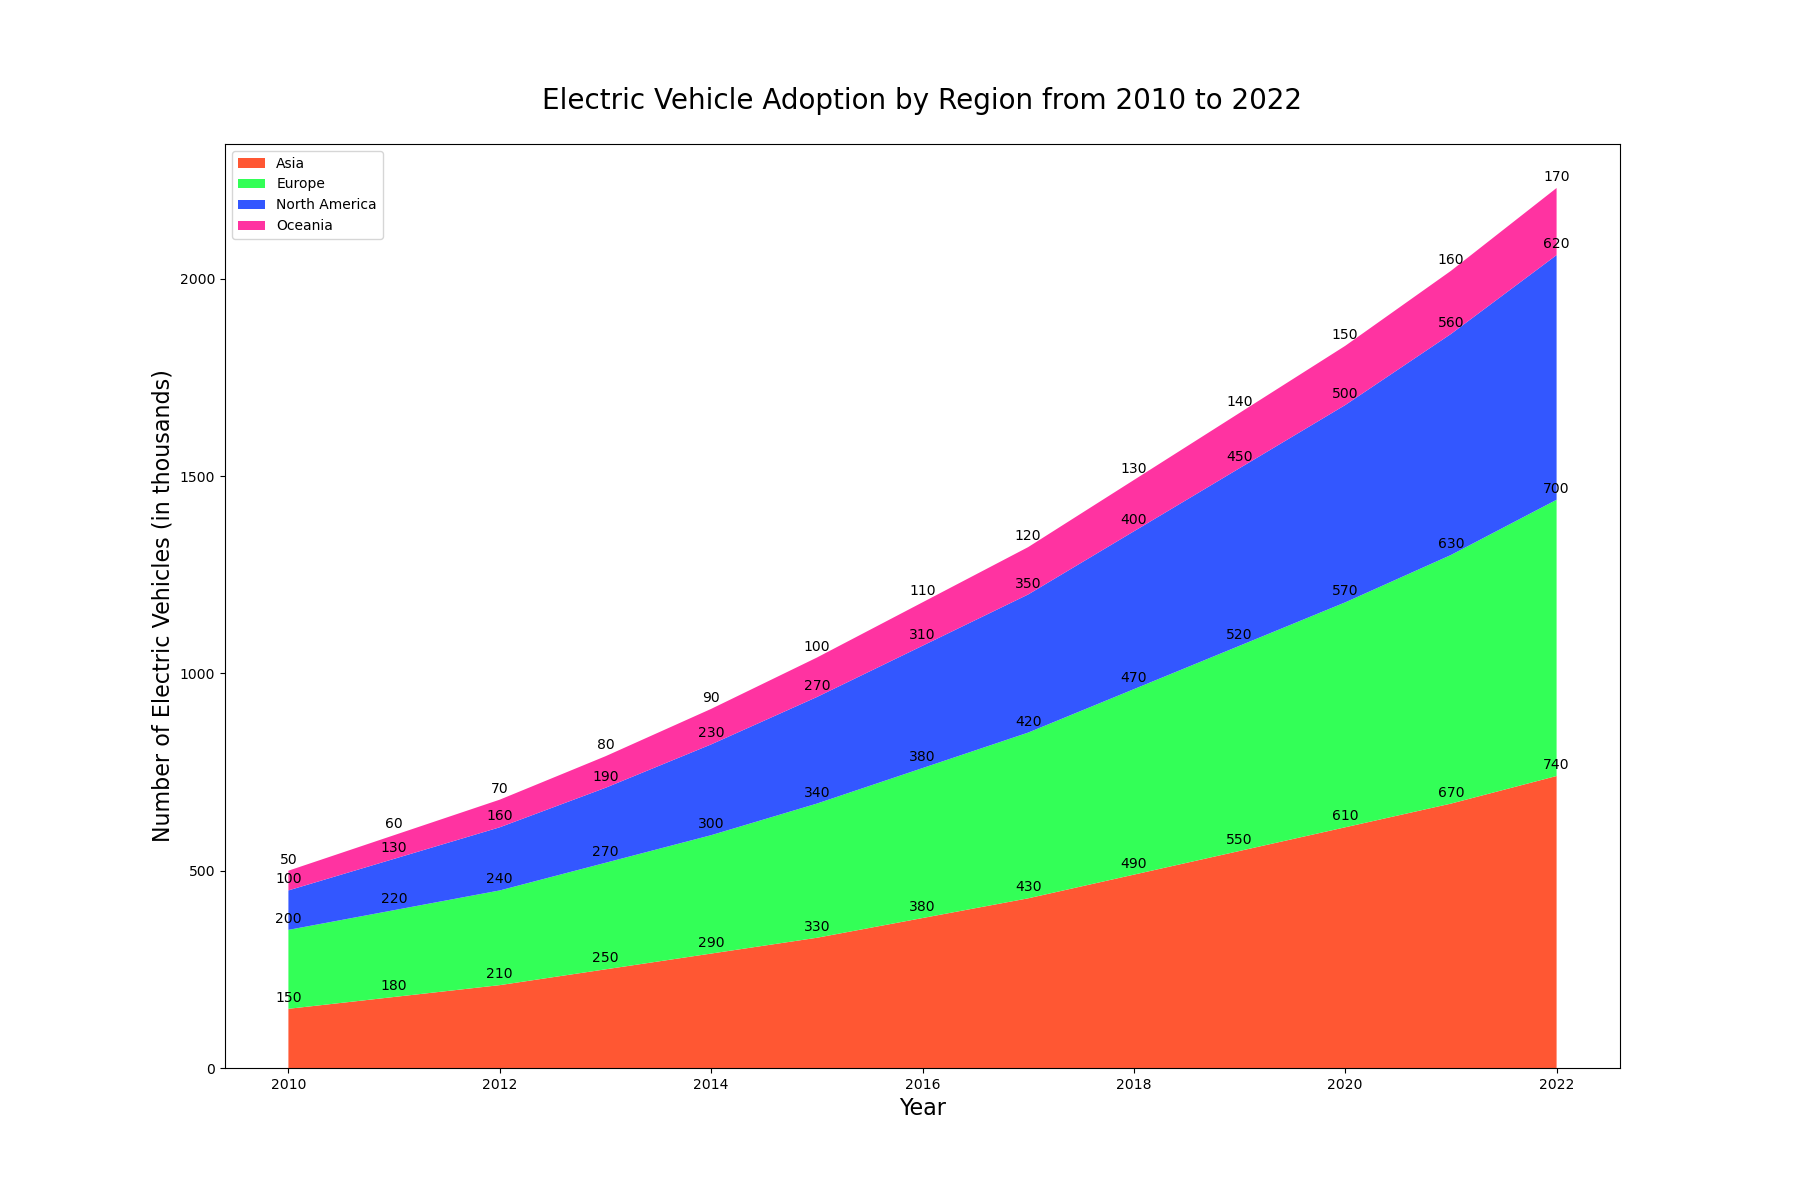 Electric Vehicle Adoption by Region from 2010 to 2022
Asia
Europe
North America
Oceania
Number of Electric Vehicles (in thousands)
2000
1500
1000
500
0
50 60 70 80 90 100 110 120 130 140 150 160 170
100 130 160 190 230 270 310 350 400 450 500 560 620
200 220 240 270 300 340 380 420 470 520 570 630 700
150 180 210 250 290 330 380 430 490 550 610 670 740
2010 2012 2014 2016 2018 2020 2022
Year